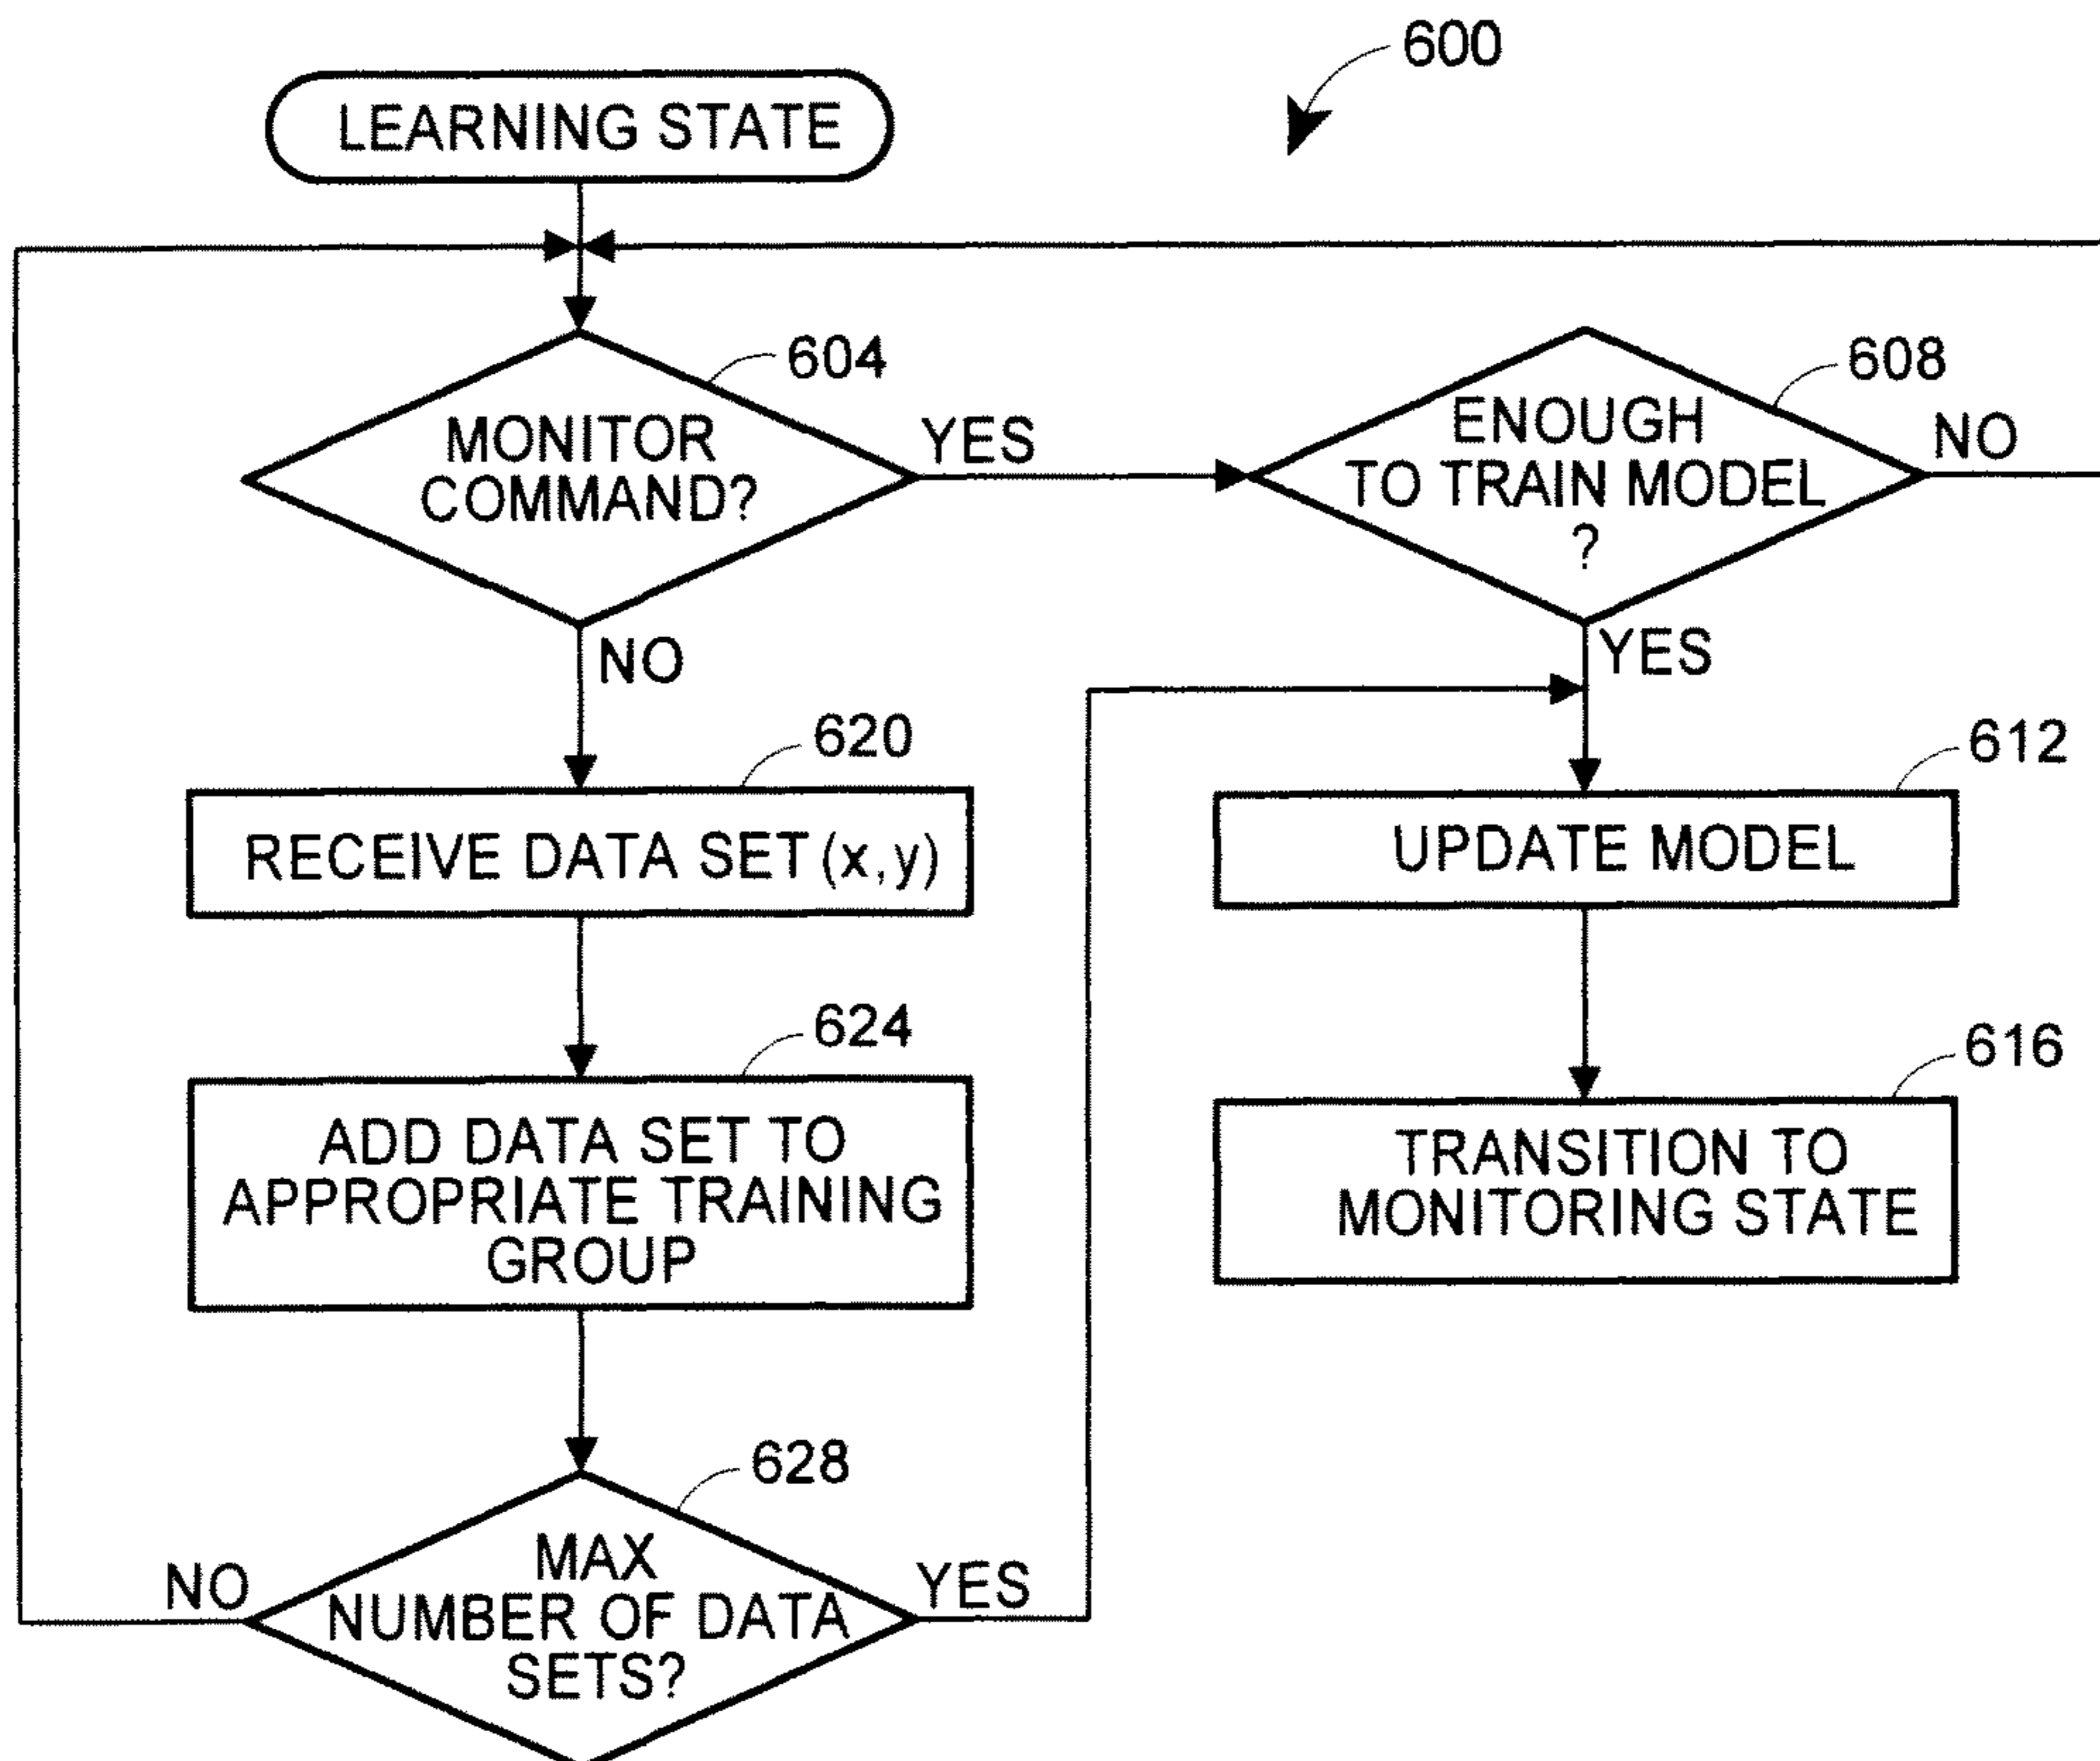 600
LEARNING STATE
604
MONITOR
COMMAND?
YES
NO
608
ENOUGH
TO TRAIN MODEL
?
NO
YES
620
RECEIVE DATA SET (x,y)
612
UPDATE MODEL
624
ADD DATA SET TO
APPROPRIATE TRAINING
GROUP
616
TRANSITION TO
MONITORING STATE
628
MAX
NUMBER OF DATA
SETS?
NO
YES